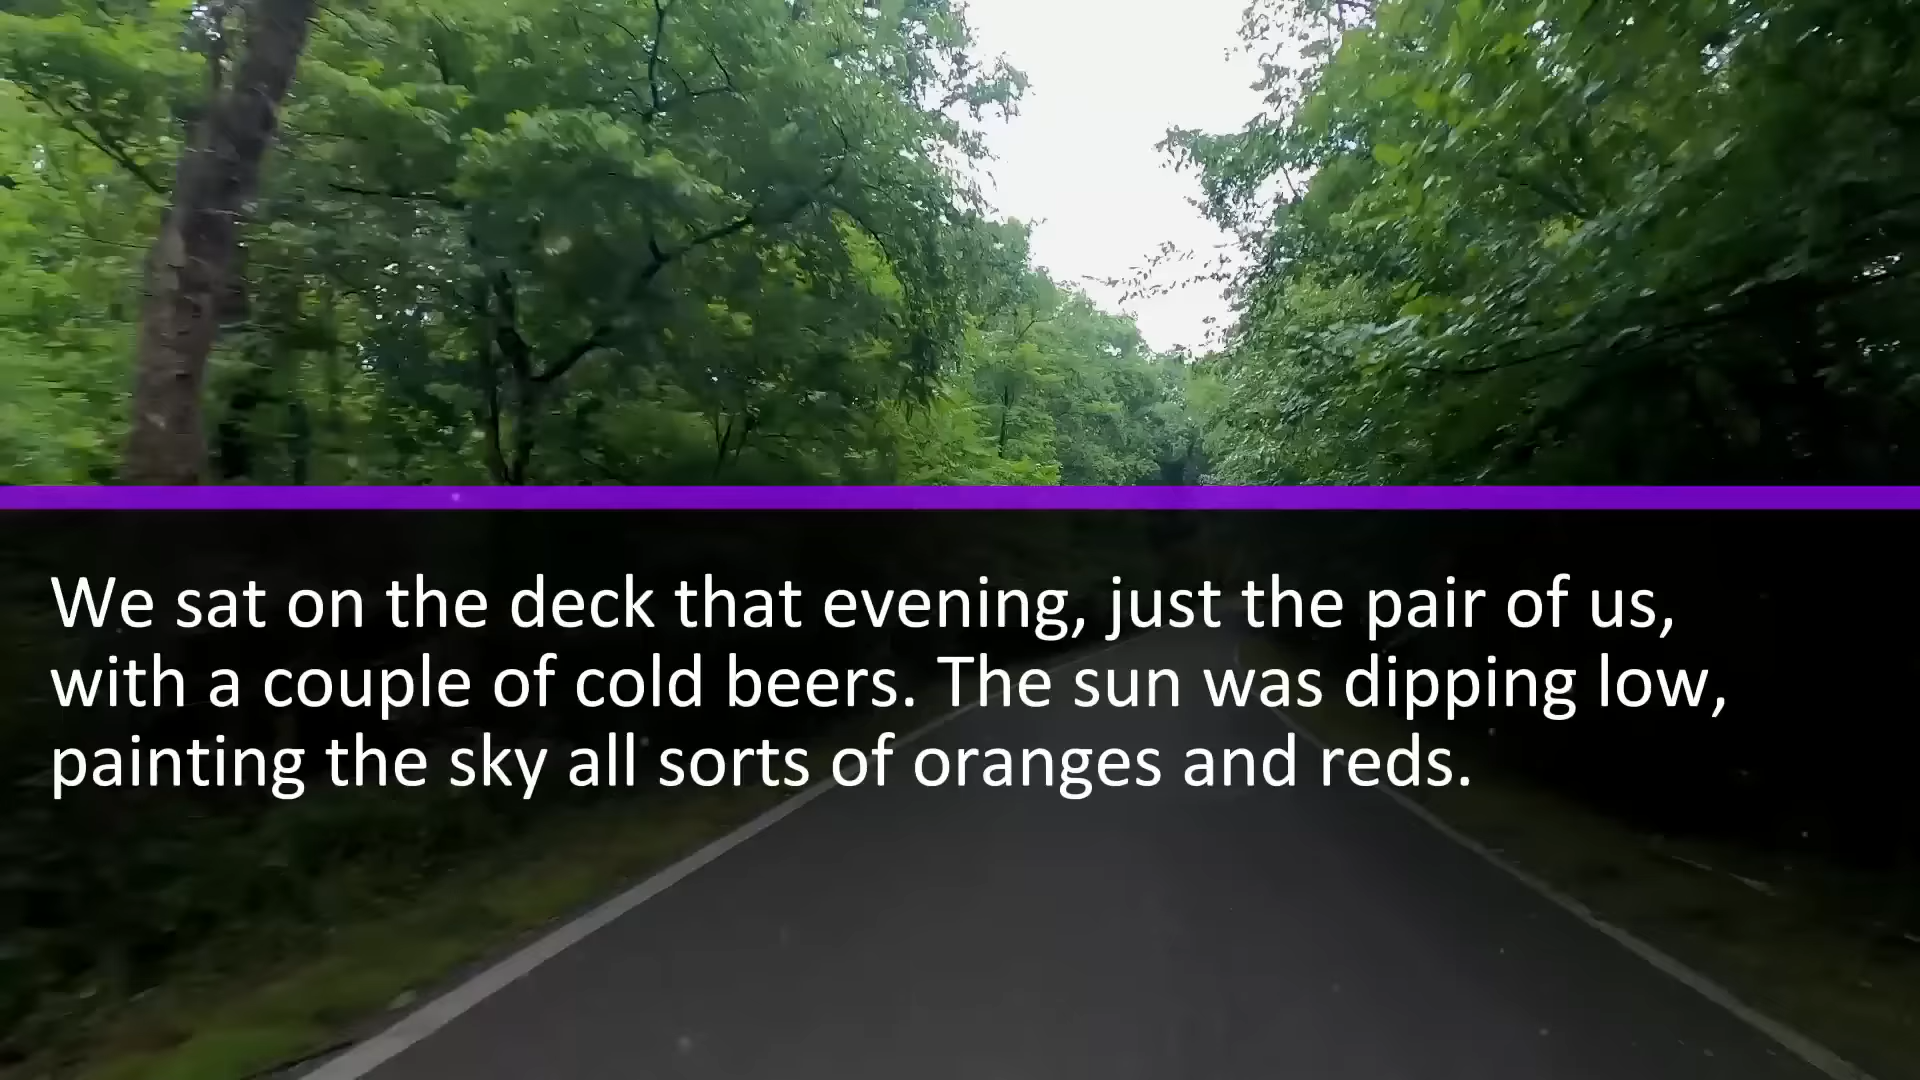 We sat on the deck that evening, just the pair of us,
with a couple of cold beers. The sun was dipping low,
painting the sky all sorts of oranges and reds.